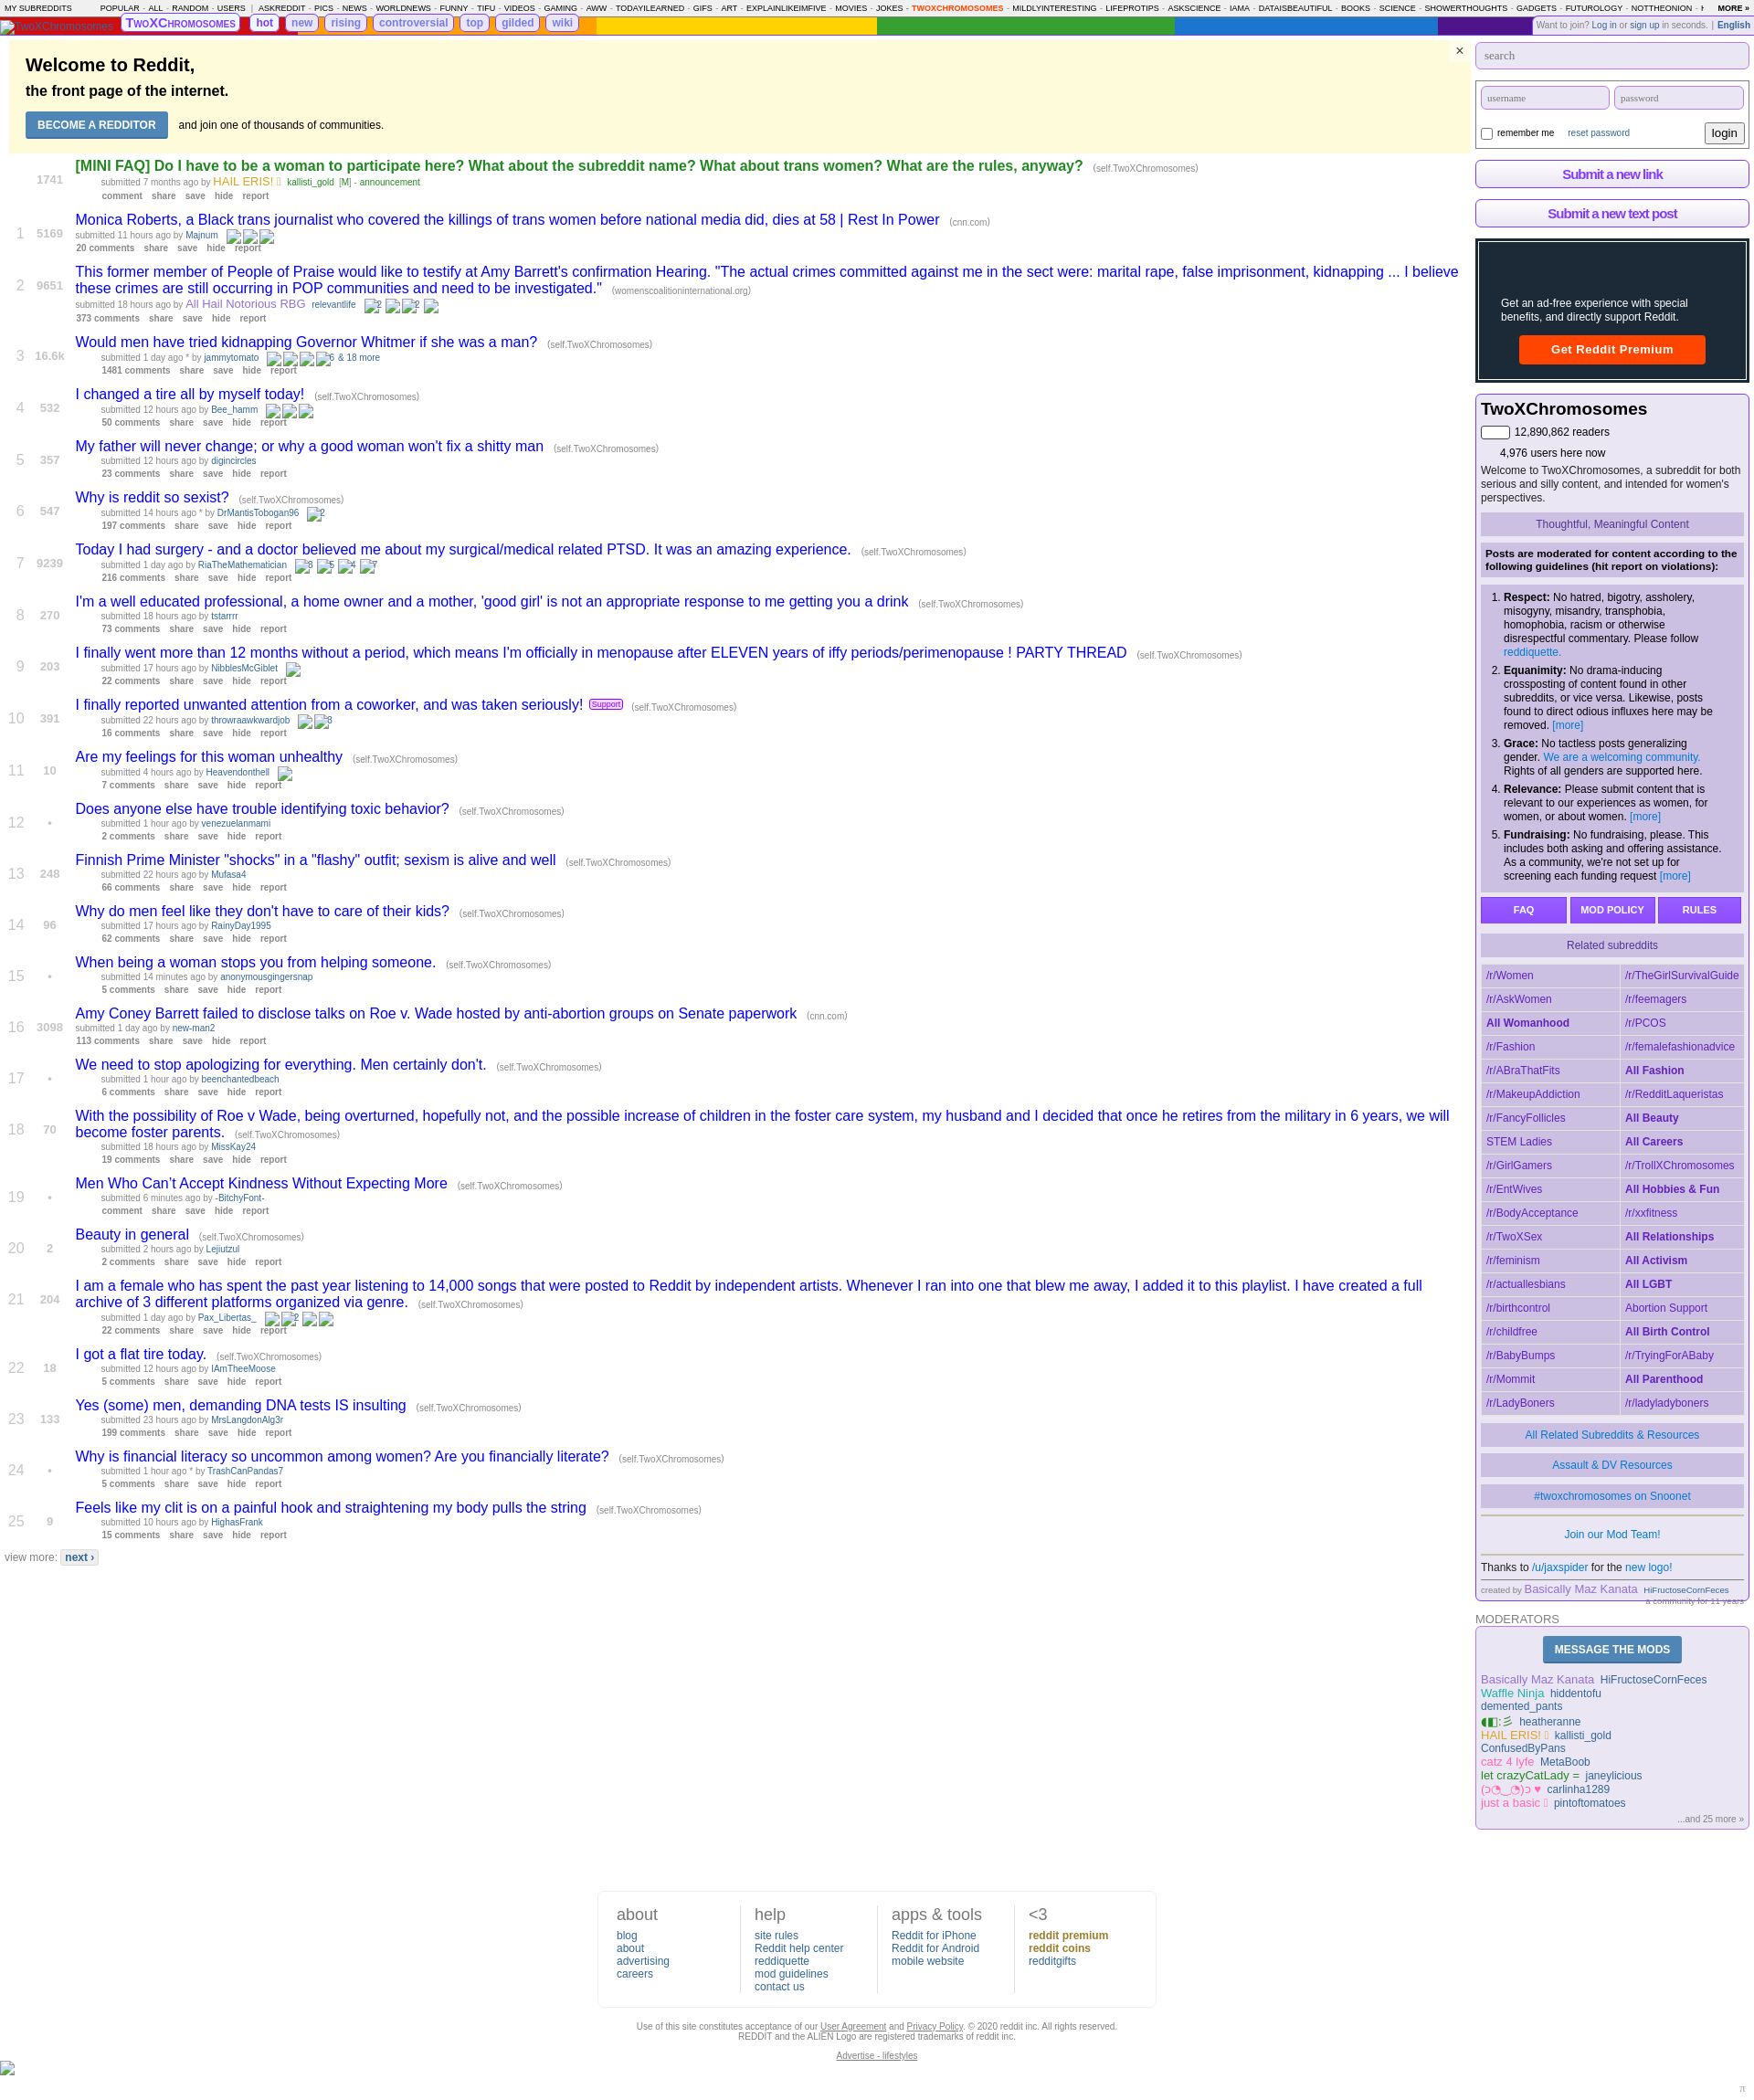 MY SUBREDDITS POPULAR - ALL - RANDOM - USERS | ASKREDDIT - PICS - NEWS - WORLDNEWS - FUNNY - TIFU - VIDEOS - GAMING - AWW - TODAYILEARNED - GIFS - ART - EXPLAINLIKEIMFIVE - MOVIES - JOKES - TWOXCHROMOSOMES - MILDLYINTERESTING - LIFEPROTIPS - ASKSCIENCE - IAMA - DATAISBEAUTIFUL - BOOKS - SCIENCE - SHOWERTHOUGHTS - GADGETS - FUTUROLOGY - NOTTHEONION - MORE »
TwoXChromosomes TwoXChromosomes hot new rising controversial top gilded wiki
Want to join? Log in or sign up in seconds. | English
Welcome to Reddit,
the front page of the internet.
BECOME A REDDITOR and join one of thousands of communities.
×
1741
[MINI FAQ] Do I have to be a woman to participate here? What about the subreddit name? What about trans women? What are the rules, anyway? (self.TwoXChromosomes)
submitted 7 months ago by HAIL ERIS! kallisti_gold [M] - announcement
comment share save hide report
1 5169
Monica Roberts, a Black trans journalist who covered the killings of trans women before national media did, dies at 58 | Rest In Power (cnn.com)
submitted 11 hours ago by Majnum
20 comments share save hide report
2 9651
This former member of People of Praise would like to testify at Amy Barrett's confirmation Hearing. "The actual crimes committed against me in the sect were: marital rape, false imprisonment, kidnapping ... I believe
these crimes are still occurring in POP communities and need to be investigated." (womenscoalitioninternational.org)
submitted 18 hours ago by All Hail Notorious RBG relevantlife 2 2
373 comments share save hide report
3 16.6k
Would men have tried kidnapping Governor Whitmer if she was a man? (self.TwoXChromosomes)
submitted 1 day ago * by jammytomato 6 & 18 more
1481 comments share save hide report
4 532
I changed a tire all by myself today! (self.TwoXChromosomes)
submitted 12 hours ago by Bee_hamm
50 comments share save hide report
5 357
My father will never change; or why a good woman won't fix a shitty man (self.TwoXChromosomes)
submitted 12 hours ago by digincircles
23 comments share save hide report
6 547
Why is reddit so sexist? (self.TwoXChromosomes)
submitted 14 hours ago * by DrMantisTobogan96 2
197 comments share save hide report
7 9239
Today I had surgery - and a doctor believed me about my surgical/medical related PTSD. It was an amazing experience. (self.TwoXChromosomes)
submitted 1 day ago by RiaTheMathematician 3 5 4 7
216 comments share save hide report
8 270
I'm a well educated professional, a home owner and a mother, 'good girl' is not an appropriate response to me getting you a drink (self.TwoXChromosomes)
submitted 18 hours ago by tstarrrr
73 comments share save hide report
9 203
I finally went more than 12 months without a period, which means I'm officially in menopause after ELEVEN years of iffy periods/perimenopause ! PARTY THREAD (self.TwoXChromosomes)
submitted 17 hours ago by NibblesMcGiblet
22 comments share save hide report
10 391
I finally reported unwanted attention from a coworker, and was taken seriously! Support (self.TwoXChromosomes)
submitted 22 hours ago by throwraawkwardjob 3
16 comments share save hide report
11 10
Are my feelings for this woman unhealthy (self.TwoXChromosomes)
submitted 4 hours ago by Heavendonthell
7 comments share save hide report
12 •
Does anyone else have trouble identifying toxic behavior? (self.TwoXChromosomes)
submitted 1 hour ago by venezuelanmami
2 comments share save hide report
13 248
Finnish Prime Minister "shocks" in a "flashy" outfit; sexism is alive and well (self.TwoXChromosomes)
submitted 22 hours ago by Mufasa4
66 comments share save hide report
14 96
Why do men feel like they don't have to care of their kids? (self.TwoXChromosomes)
submitted 17 hours ago by RainyDay1995
62 comments share save hide report
15 •
When being a woman stops you from helping someone. (self.TwoXChromosomes)
submitted 14 minutes ago by anonymousgingersnap
5 comments share save hide report
16 3098
Amy Coney Barrett failed to disclose talks on Roe v. Wade hosted by anti-abortion groups on Senate paperwork (cnn.com)
submitted 1 day ago by new-man2
113 comments share save hide report
17 •
We need to stop apologizing for everything. Men certainly don't. (self.TwoXChromosomes)
submitted 1 hour ago by beenchantedbeach
6 comments share save hide report
18 70
With the possibility of Roe v Wade, being overturned, hopefully not, and the possible increase of children in the foster care system, my husband and I decided that once he retires from the military in 6 years, we will
become foster parents. (self.TwoXChromosomes)
submitted 18 hours ago by MissKay24
19 comments share save hide report
19 •
Men Who Can’t Accept Kindness Without Expecting More (self.TwoXChromosomes)
submitted 6 minutes ago by -BitchyFont-
comment share save hide report
20 2
Beauty in general (self.TwoXChromosomes)
submitted 2 hours ago by Lejiutzul
2 comments share save hide report
21 204
I am a female who has spent the past year listening to 14,000 songs that were posted to Reddit by independent artists. Whenever I ran into one that blew me away, I added it to this playlist. I have created a full
archive of 3 different platforms organized via genre. (self.TwoXChromosomes)
submitted 1 day ago by Pax_Libertas_ 2
22 comments share save hide report
22 18
I got a flat tire today. (self.TwoXChromosomes)
submitted 12 hours ago by IAmTheeMoose
5 comments share save hide report
23 133
Yes (some) men, demanding DNA tests IS insulting (self.TwoXChromosomes)
submitted 23 hours ago by MrsLangdonAlg3r
199 comments share save hide report
24 •
Why is financial literacy so uncommon among women? Are you financially literate? (self.TwoXChromosomes)
submitted 1 hour ago * by TrashCanPandas7
5 comments share save hide report
25 9
Feels like my clit is on a painful hook and straightening my body pulls the string (self.TwoXChromosomes)
submitted 10 hours ago by HighasFrank
15 comments share save hide report
view more: next ›
search
username password
remember me reset password login
Submit a new link
Submit a new text post
Get an ad-free experience with special
benefits, and directly support Reddit.
Get Reddit Premium
TwoXChromosomes
12,890,862 readers
4,976 users here now
Welcome to TwoXChromosomes, a subreddit for both
serious and silly content, and intended for women's
perspectives.
Thoughtful, Meaningful Content
Posts are moderated for content according to the
following guidelines (hit report on violations):
1. Respect: No hatred, bigotry, assholery,
misogyny, misandry, transphobia,
homophobia, racism or otherwise
disrespectful commentary. Please follow
reddiquette.
2. Equanimity: No drama-inducing
crossposting of content found in other
subreddits, or vice versa. Likewise, posts
found to direct odious influxes here may be
removed. [more]
3. Grace: No tactless posts generalizing
gender. We are a welcoming community.
Rights of all genders are supported here.
4. Relevance: Please submit content that is
relevant to our experiences as women, for
women, or about women. [more]
5. Fundraising: No fundraising, please. This
includes both asking and offering assistance.
As a community, we're not set up for
screening each funding request [more]
FAQ MOD POLICY RULES
Related subreddits
/r/Women /r/TheGirlSurvivalGuide
/r/AskWomen /r/feemagers
All Womanhood /r/PCOS
/r/Fashion /r/femalefashionadvice
/r/ABraThatFits All Fashion
/r/MakeupAddiction /r/RedditLaqueristas
/r/FancyFollicles All Beauty
STEM Ladies All Careers
/r/GirlGamers /r/TrollXChromosomes
/r/EntWives All Hobbies & Fun
/r/BodyAcceptance /r/xxfitness
/r/TwoXSex All Relationships
/r/feminism All Activism
/r/actuallesbians All LGBT
/r/birthcontrol Abortion Support
/r/childfree All Birth Control
/r/BabyBumps /r/TryingForABaby
/r/Mommit All Parenthood
/r/LadyBoners /r/ladyladyboners
All Related Subreddits & Resources
Assault & DV Resources
#twoxchromosomes on Snoonet
Join our Mod Team!
Thanks to /u/jaxspider for the new logo!
created by Basically Maz Kanata HiFructoseCornFeces
a community for 11 years
MODERATORS
MESSAGE THE MODS
Basically Maz Kanata HiFructoseCornFeces
Waffle Ninja hiddentofu
demented_pants
◖◧:彡 heatheranne
HAIL ERIS! kallisti_gold
ConfusedByPans
catz 4 lyfe MetaBoob
let crazyCatLady = janeylicious
(ɔ◔‿◔)ɔ ♥ carlinha1289
just a basic pintoftomatoes
...and 25 more »
about
blog
about
advertising
careers
help
site rules
Reddit help center
reddiquette
mod guidelines
contact us
apps & tools
Reddit for iPhone
Reddit for Android
mobile website
<3
reddit premium
reddit coins
redditgifts
Use of this site constitutes acceptance of our User Agreement and Privacy Policy. © 2020 reddit inc. All rights reserved.
REDDIT and the ALIEN Logo are registered trademarks of reddit inc.
Advertise - lifestyles
π